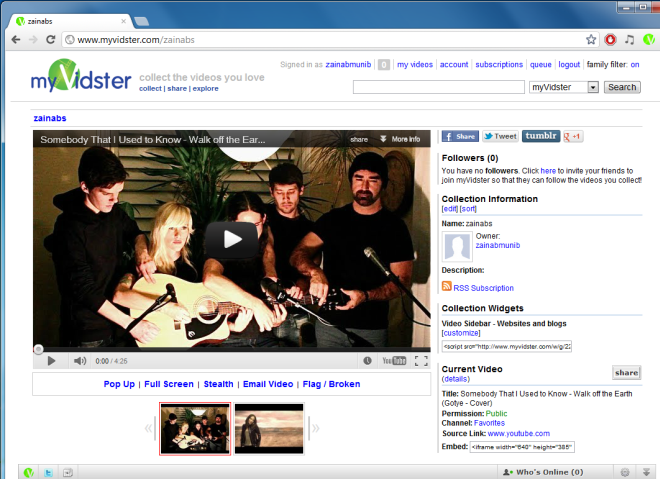 zainabs
www.myvidster.com/zainabs
myVidster
collect the videos you love
collect | share | explore
Signed in as zainabmunib 0 my videos | account | subscriptions | queue | logout | family filter: on
myVidster
Search
zainabs
Somebody That I Used to Know - Walk off the Ear...
share
More info
0:00 / 4:25
YouTube
Pop Up | Full Screen | Stealth | Email Video | Flag / Broken
Share
Tweet
tumblr.
+1
Followers (0)
You have no followers. Click here to invite your friends to
join myVidster so that they can follow the videos you collect!
Collection Information
[edit] [sort]
Name: zainabs
Owner:
zainabmunib
Description:
RSS Subscription
Collection Widgets
Video Sidebar - Websites and blogs
[customize]
<script src="http://www.myvidster.com/w/g/22
Current Video
(details)
share
Title: Somebody That I Used to Know - Walk off the Earth
(Gotye - Cover)
Permission: Public
Channel: Favorites
Source Link: www.youtube.com
Embed: <iframe width="640" height="385"
Who's Online (0)